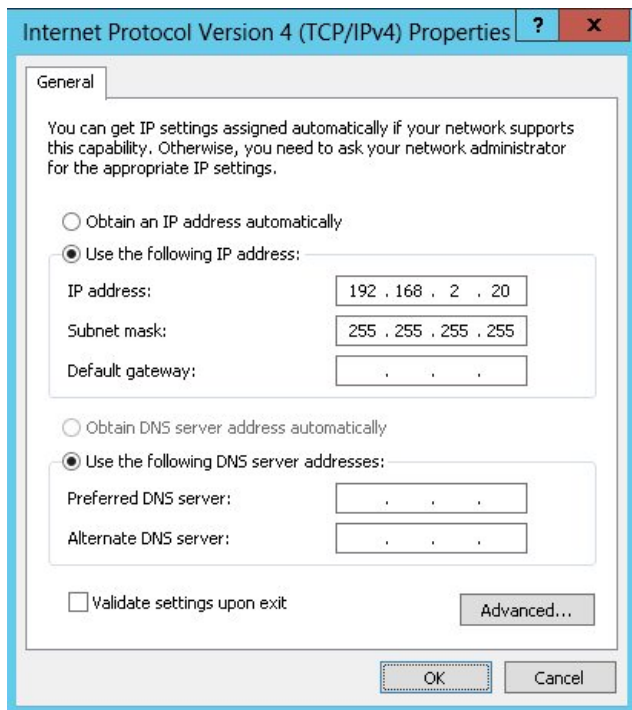 Internet Protocol Version 4 (TCP/IPv4) Properties ? x
General
You can get IP settings assigned automatically if your network supports
this capability. Otherwise, you need to ask your network administrator
for the appropriate IP settings.
Obtain an IP address automatically
Use the following IP address:
IP address: 192 . 168 . 2 . 20
Subnet mask: 255 . 255 . 255 . 255
Default gateway: . . .
Obtain DNS server address automatically
Use the following DNS server addresses:
Preferred DNS server: . . .
Alternate DNS server: . . .
Validate settings upon exit
Advanced...
OK Cancel